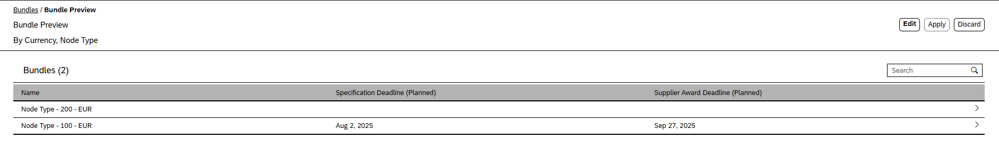 Bundles / Bundle Preview
Bundle Preview
By Currency, Node Type
Edit Apply Discard
Bundles (2)
Search
Name Specification Deadline (Planned) Supplier Award Deadline (Planned)
Node Type - 200 - EUR
Node Type - 100 - EUR Aug 2, 2025 Sep 27, 2025